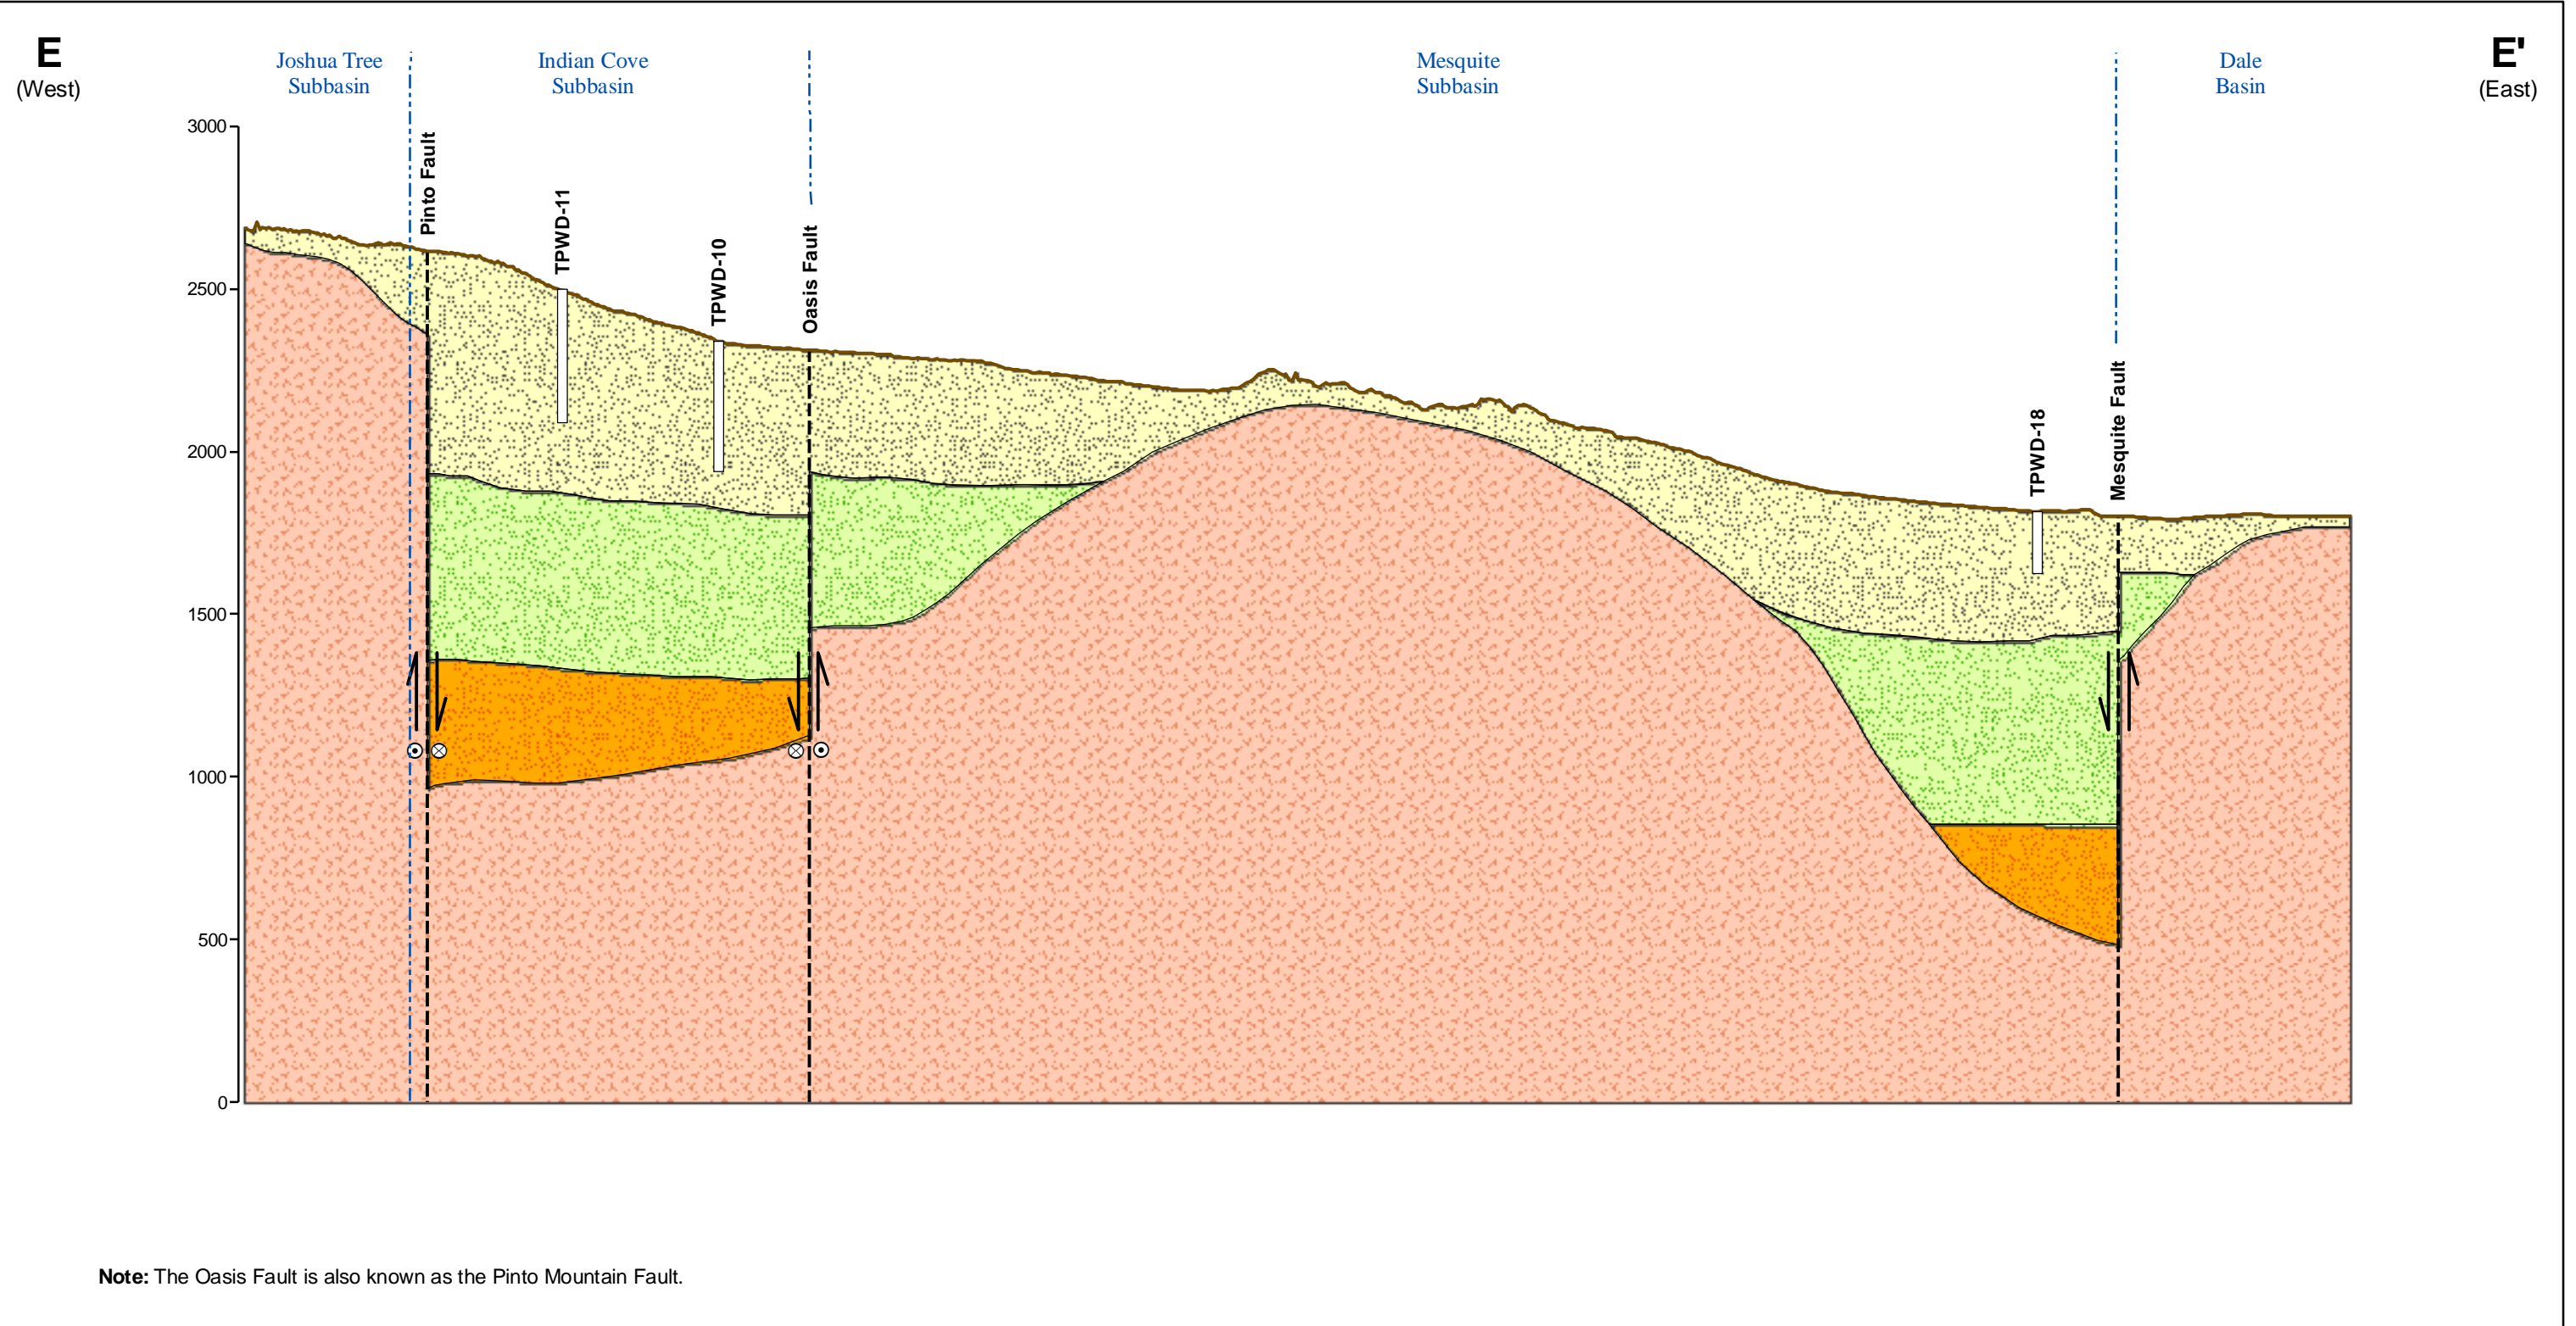 E
(West)
Joshua Tree
Subbasin
Indian Cove
Subbasin
Mesquite
Subbasin
Dale
Basin
E'
(East)
3000
2500
2000
1500
1000
500
0
Pinto Fault
TPWD-11
TPWD-10
Oasis Fault
TPWD-18
Mesquite Fault
Note: The Oasis Fault is also known as the Pinto Mountain Fault.